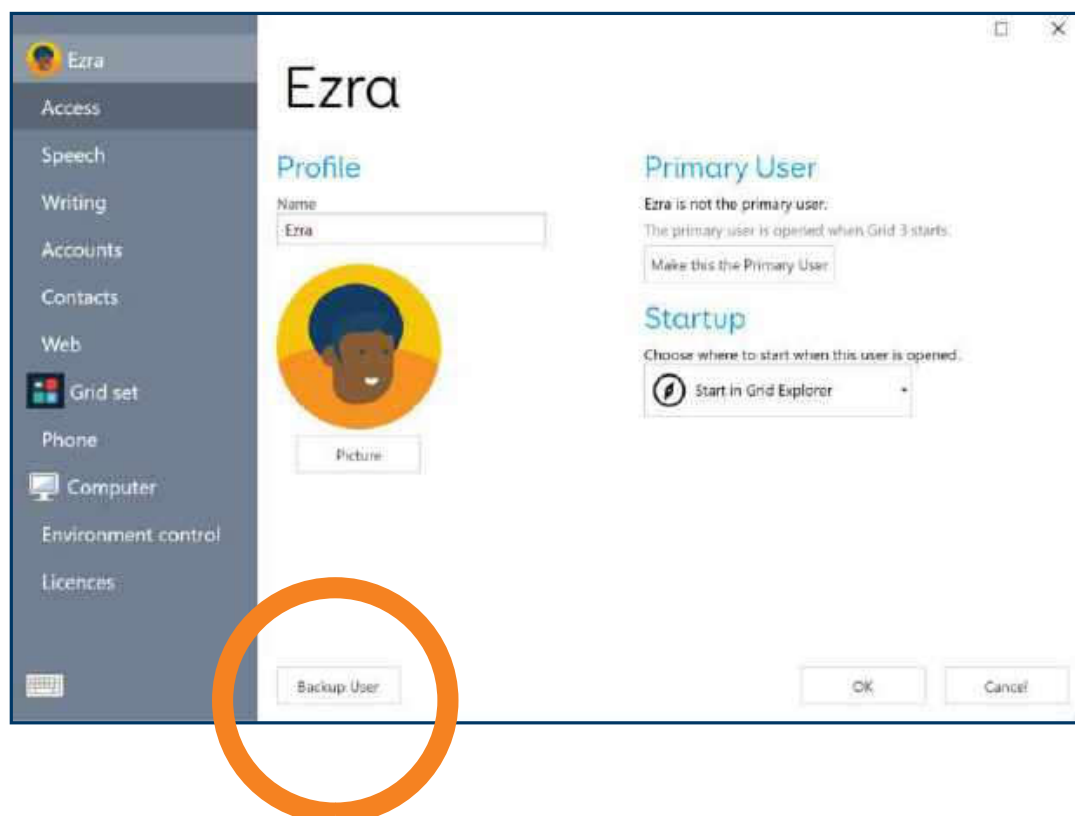 Ezra
Access
Speech
Writing
Accounts
Contacts
Web
Grid set
Phone
Computer
Environment control
Licences
Ezra
Profile
Name
Ezra
Picture
Primary User
Ezra is not the primary user.
The primary user is opened when Grid 3 starts.
Make this the Primary User
Startup
Choose where to start when this user is opened.
Start in Grid Explorer
Backup User
OK
Cancel